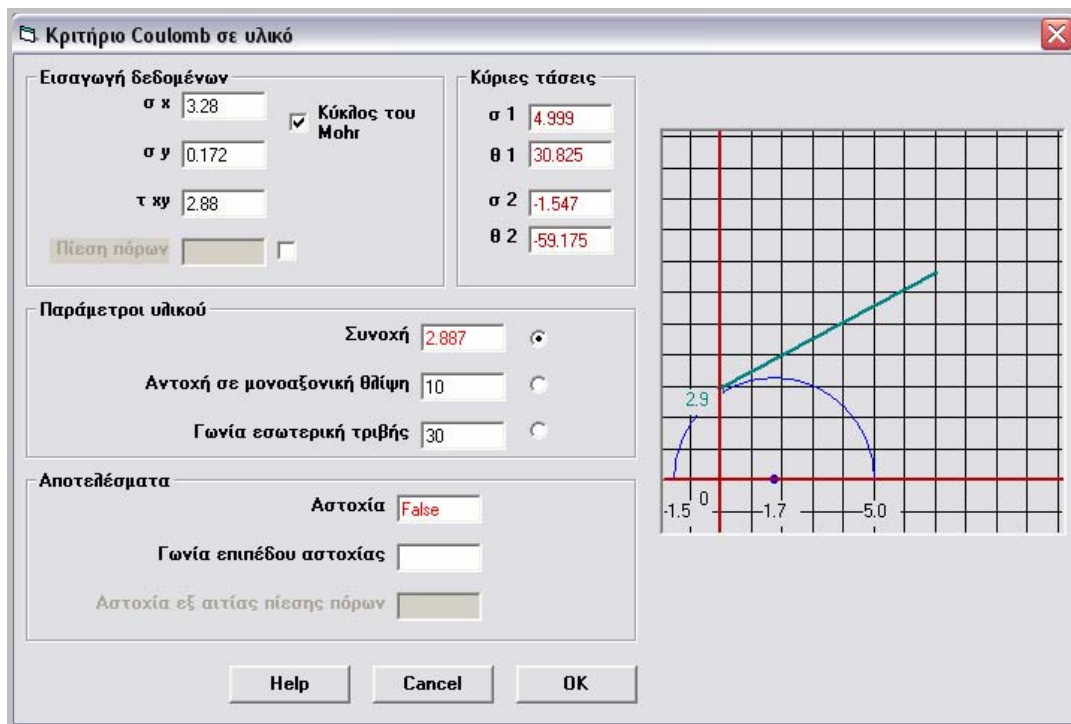 Κριτήριο Coulomb σε υλικό
Εισαγωγή δεδομένων
σ x 3.28
Κύκλος του
Mohr
σ y 0.172
τ xy 2.88
Πίεση πόρων
Κύριες τάσεις
σ 1 4.999
θ 1 30.825
σ 2 -1.547
θ 2 -59.175
Παράμετροι υλικού
Συνοχή 2.887
Αντοχή σε μονοαξονική θλίψη 10
Γωνία εσωτερική τριβής 30
Αποτελέσματα
Αστοχία False
Γωνία επιπέδου αστοχίας
Αστοχία εξ αιτίας πίεσης πόρων
2.9
0
-1.5 1.7 5.0
Help Cancel OK